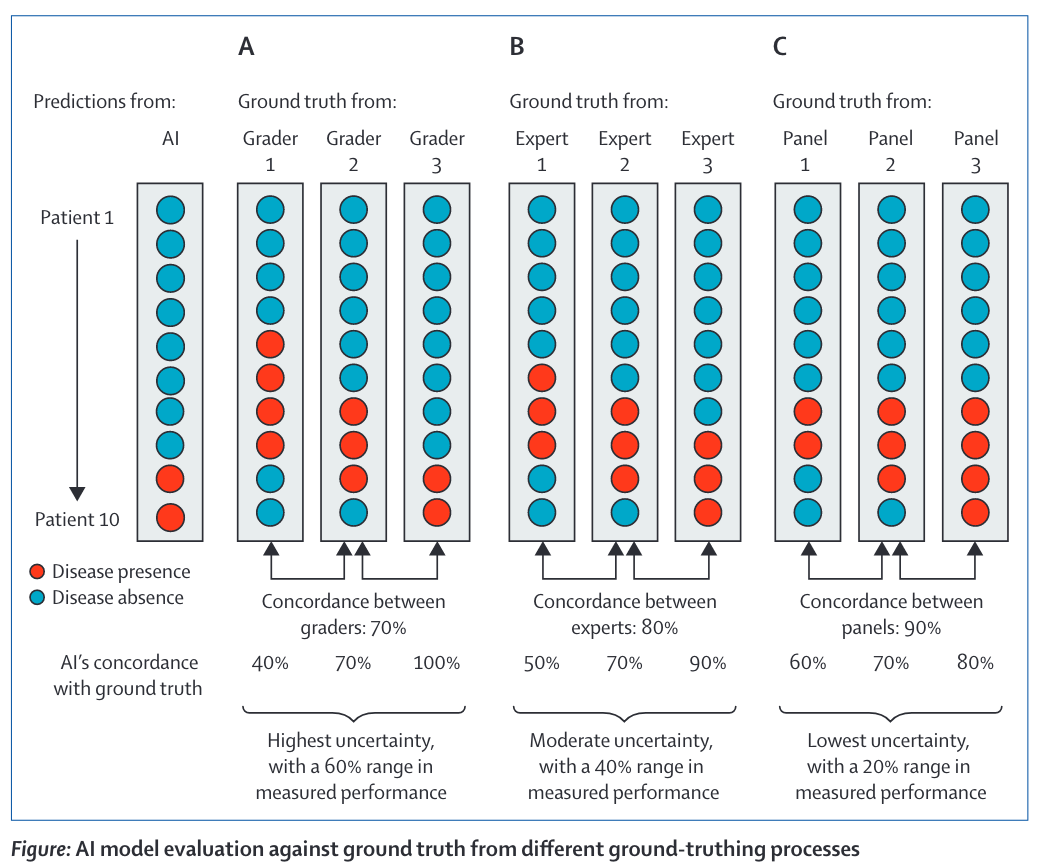 A
B
C
Predictions from:
Ground truth from:
Ground truth from:
Ground truth from:
AI
Grader
1
Grader
2
Grader
3
Expert
1
Expert
2
Expert
3
Panel
1
Panel
2
Panel
3
Patient 1
Patient 10
Disease presence
Disease absence
Concordance between
graders: 70%
Concordance between
experts: 80%
Concordance between
panels: 90%
AI’s concordance
with ground truth
40%
70%
100%
50%
70%
90%
60%
70%
80%
Highest uncertainty,
with a 60% range in
measured performance
Moderate uncertainty,
with a 40% range in
measured performance
Lowest uncertainty,
with a 20% range in
measured performance
Figure: AI model evaluation against ground truth from different ground-truthing processes